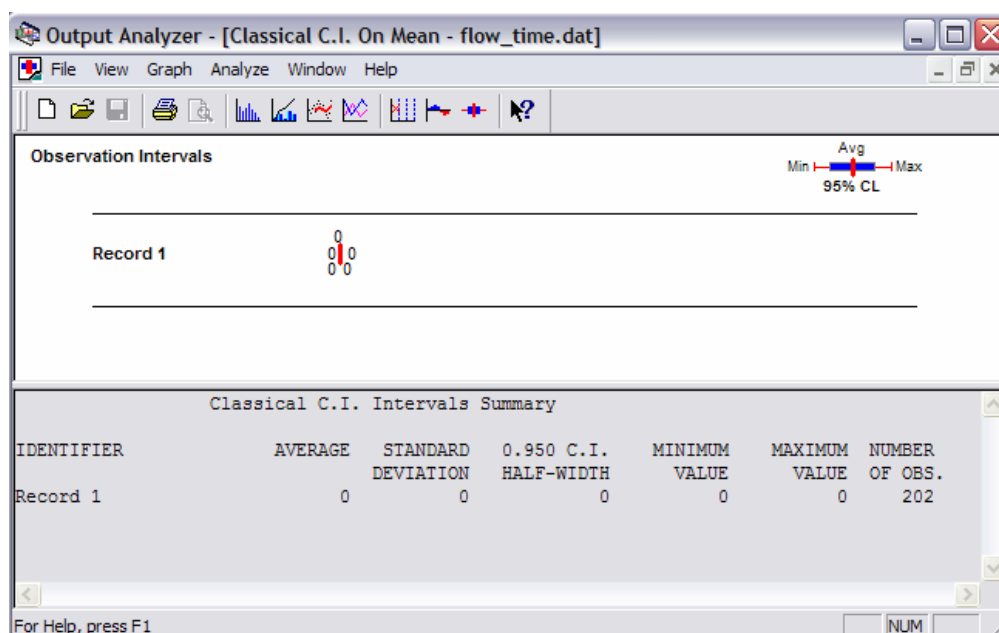 Output Analyzer - [Classical C.I. On Mean - flow_time.dat]
File View Graph Analyze Window Help
Observation Intervals
Avg
Min Max
95% CL
Record 1
0
0 0
0 0
Classical C.I. Intervals Summary
IDENTIFIER AVERAGE STANDARD 0.950 C.I. MINIMUM MAXIMUM NUMBER
DEVIATION HALF-WIDTH VALUE VALUE OF OBS.
Record 1 0 0 0 0 0 202
For Help, press F1 NUM